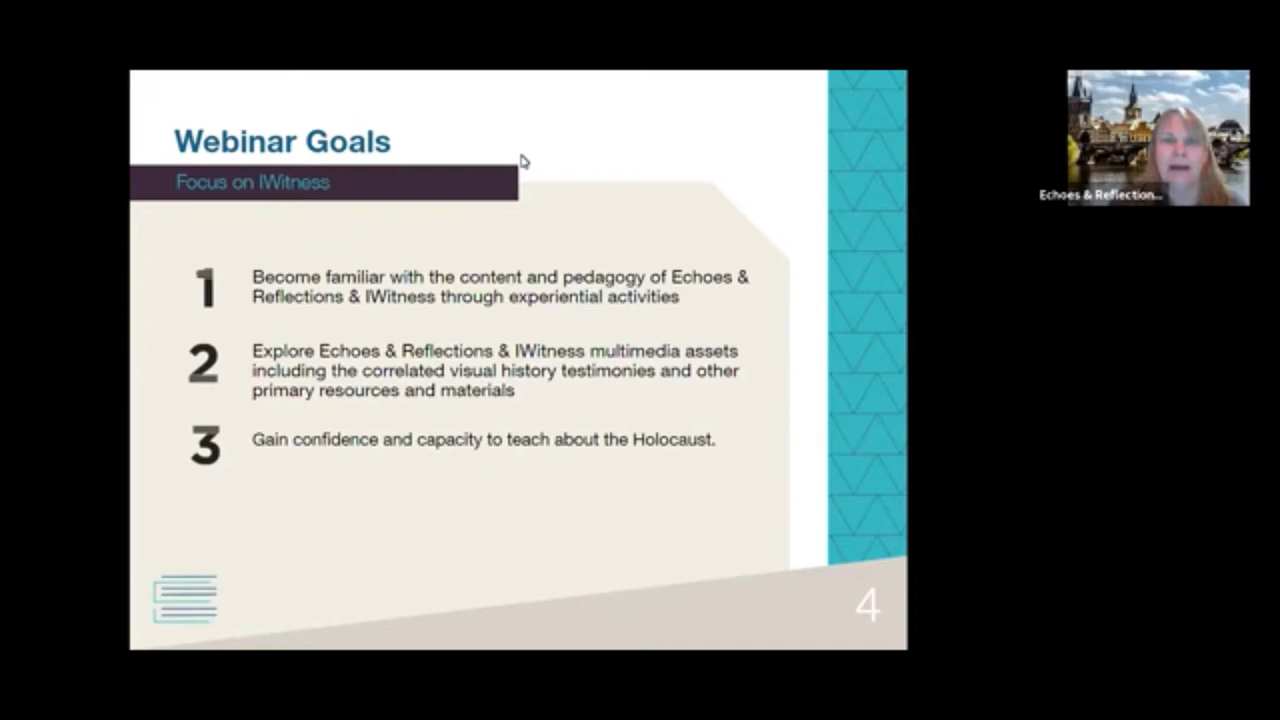 Webinar Goals
Focus on IWitness
1
Become familiar with the content and pedagogy of Echoes &
Reflections & IWitness through experiential activities
2
Explore Echoes & Reflections & IWitness multimedia assets
including the correlated visual history testimonies and other
primary resources and materials
3
Gain confidence and capacity to teach about the Holocaust.
4
Echoes & Reflection...